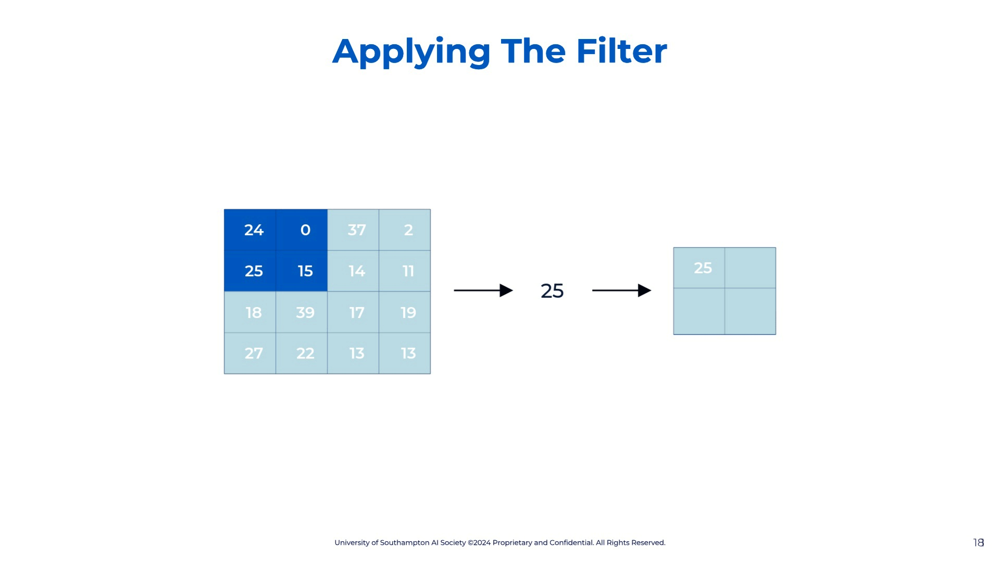 Applying The Filter
24 0 37 2
25 15 14 11
18 39 17 19
27 22 13 13
25
25
University of Southampton AI Society ©2024 Proprietary and Confidential. All Rights Reserved.
18